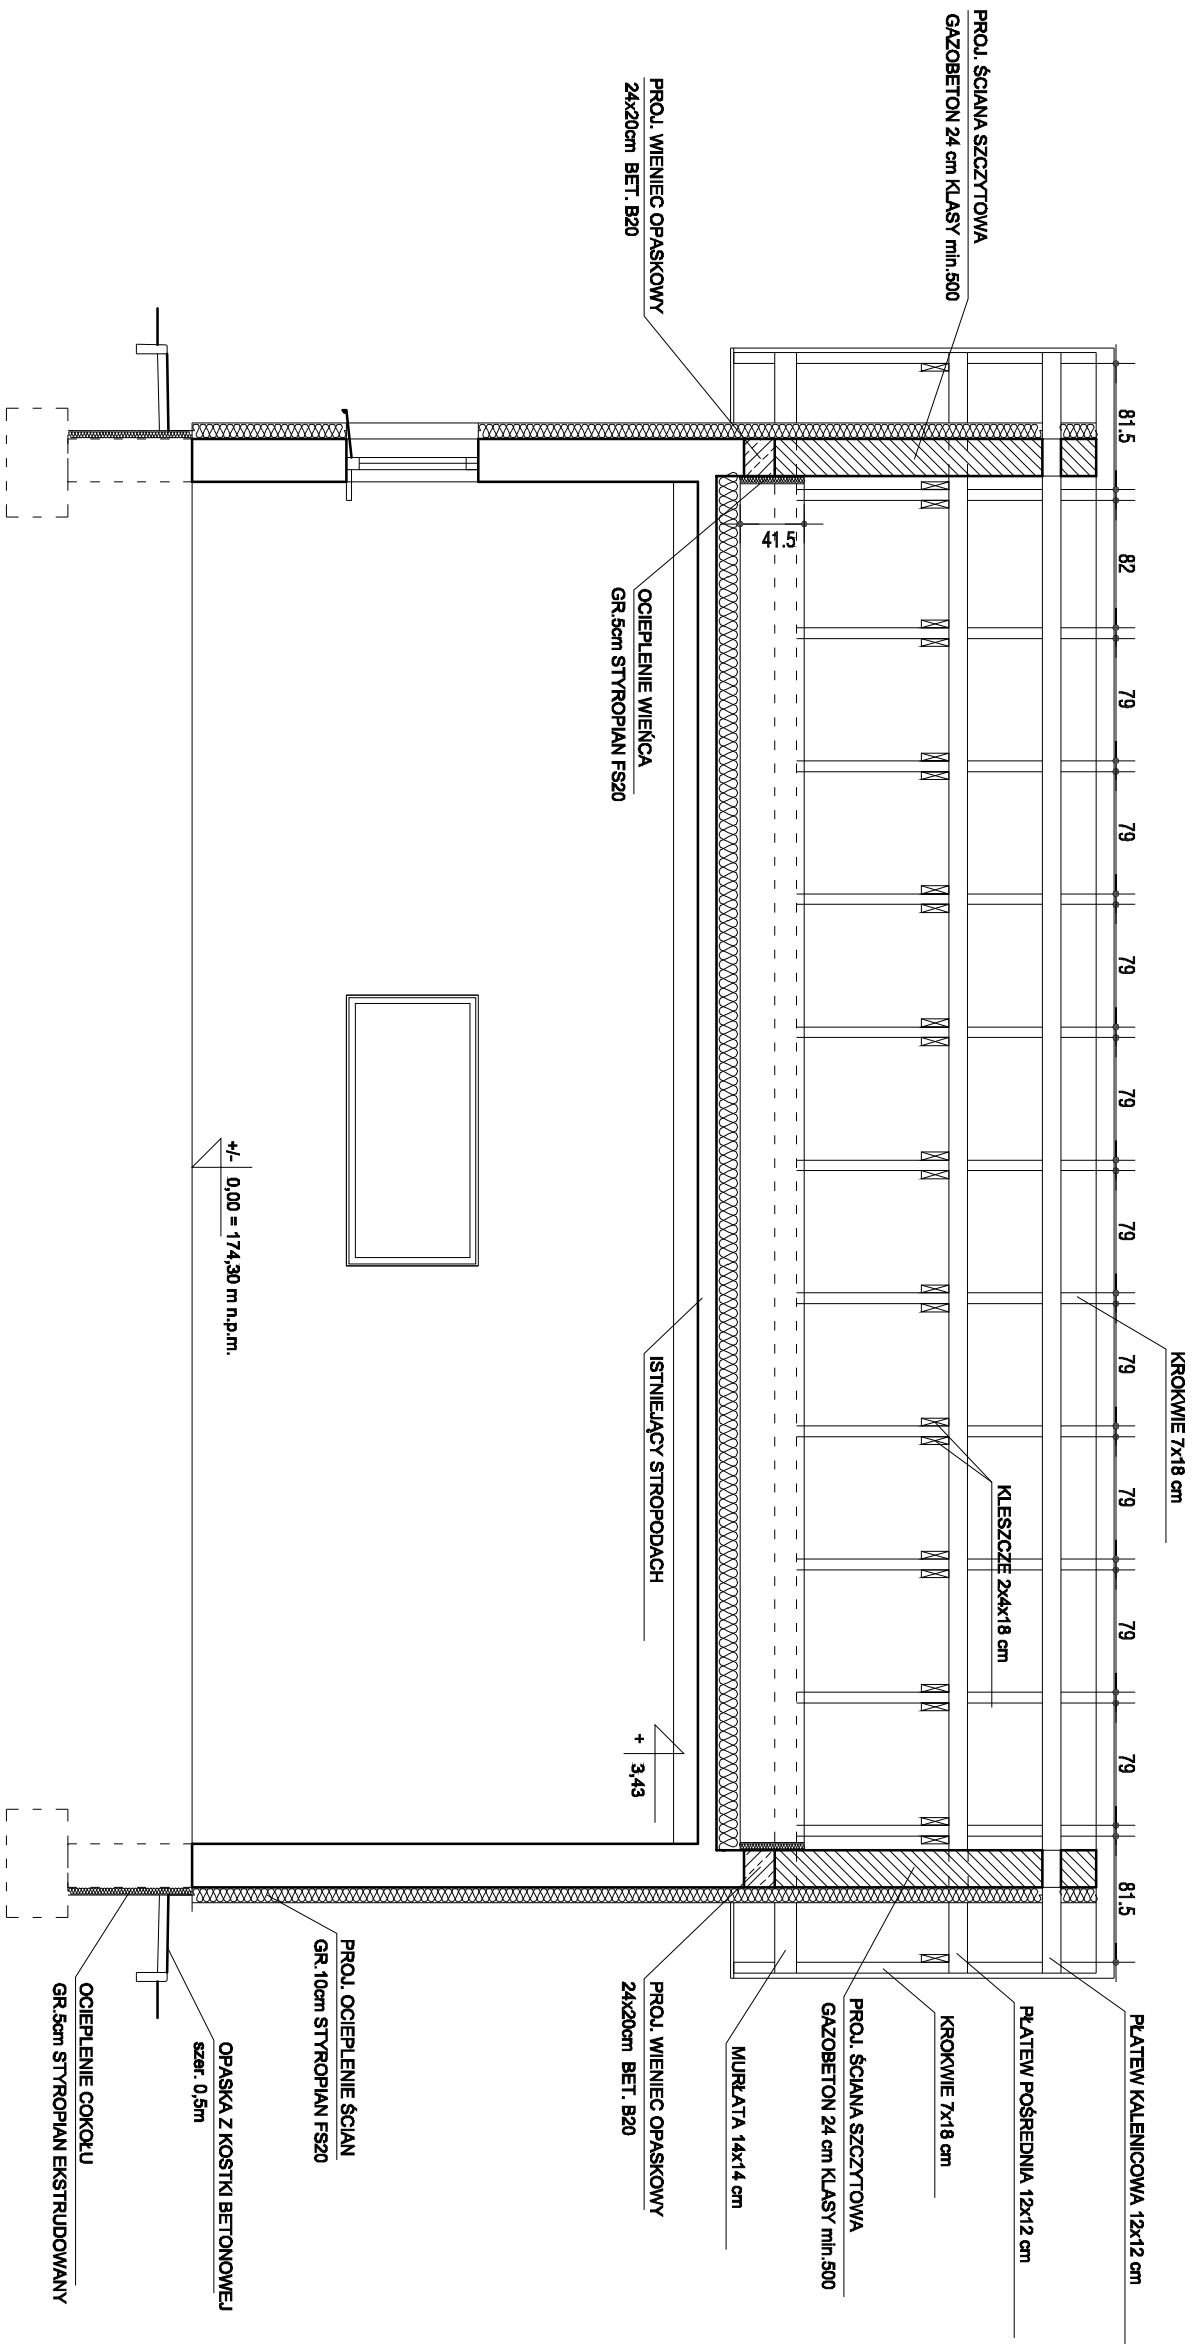 KROKWIE 7x18 cm
81.5
82
79
79
79
79
79
79
79
79
79
81.5
PŁATEW KALENICOWA 12x12 cm
PŁATEW POŚREDNIA 12x12 cm
KROKWIE 7x18 cm
PROJ. ŚCIANA SZCZYTOWA
GAZOBETON 24 cm KLASY min.500
KLESZCZE 2x4x18 cm
PROJ. ŚCIANA SZCZYTOWA
GAZOBETON 24 cm KLASY min.500
MURŁATA 14x14 cm
41.5
PROJ. WIENIEC OPASKOWY
24x20cm BET. B20
OCIEPLENIE WIEŃCA
GR.5cm STYROPIAN FS20
ISTNIEJĄCY STROPODACH
+ 3,43
PROJ. WIENIEC OPASKOWY
24x20cm BET. B20
PROJ. OCIEPLENIE ŚCIAN
GR.10cm STYROPIAN FS20
+/- 0,00 = 174,30 m n.p.m.
OPASKA Z KOSTKI BETONOWEJ
szer. 0,5m
OCIEPLENIE COKOŁU
GR.5cm STYROPIAN EKSTRUDOWANY